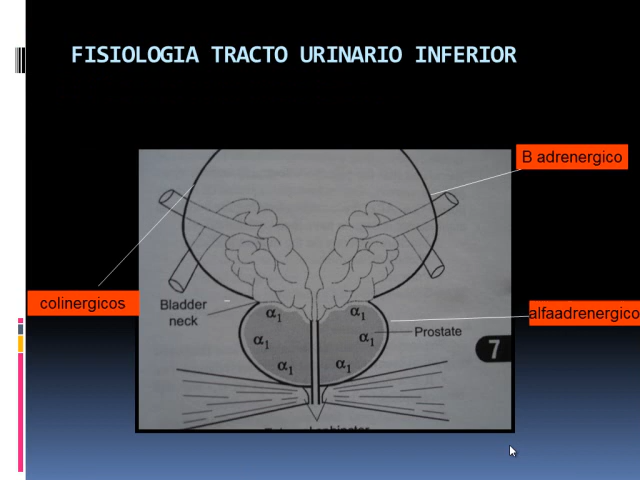 FISIOLOGIA TRACTO URINARIO INFERIOR
B adrenergico
colinergicos
alfaadrenergico
Bladder
neck
α1
α1
α1
α1
α1
α1
Prostate
7